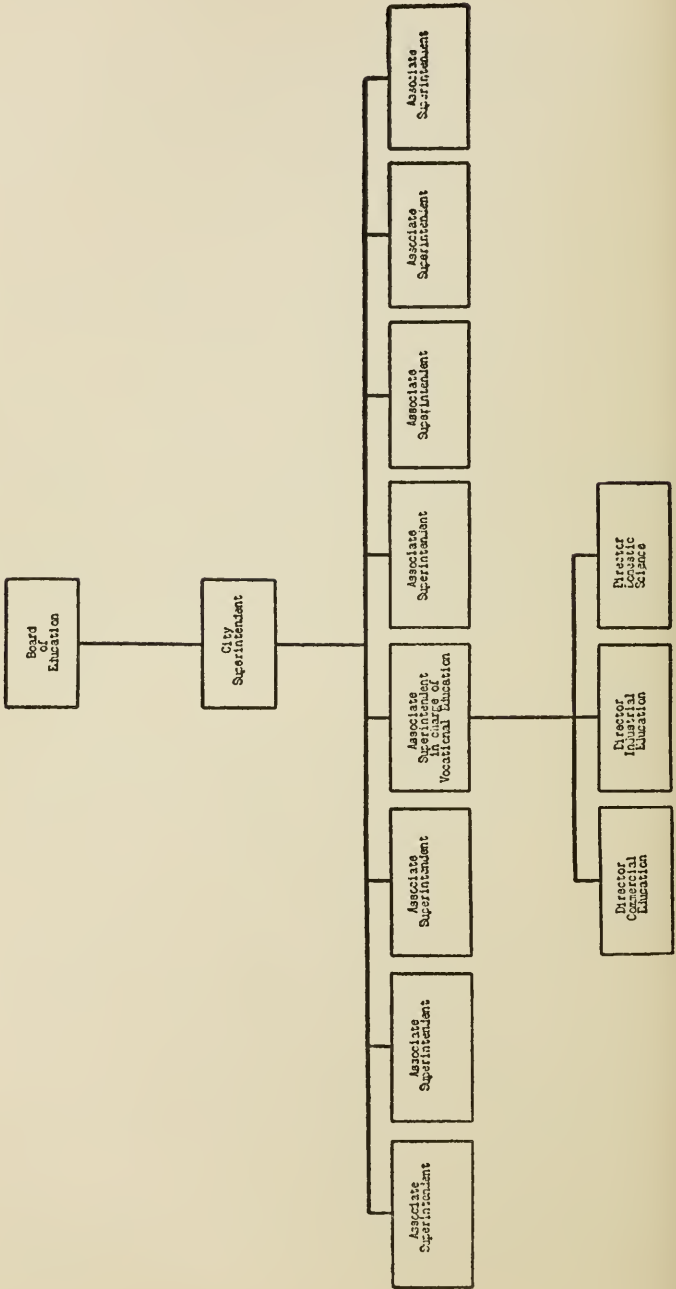 Board
of
Education
City
Superintendent
Associate
Superintendent
Associate
Superintendent
Associate
Superintendent
Associate
Superintendent
in charge of
Vocational Education
Associate
Superintendent
Associate
Superintendent
Associate
Superintendent
Associate
Superintendent
Director
Commercial
Education
Director
Industrial
Education
Director
Domestic
Science